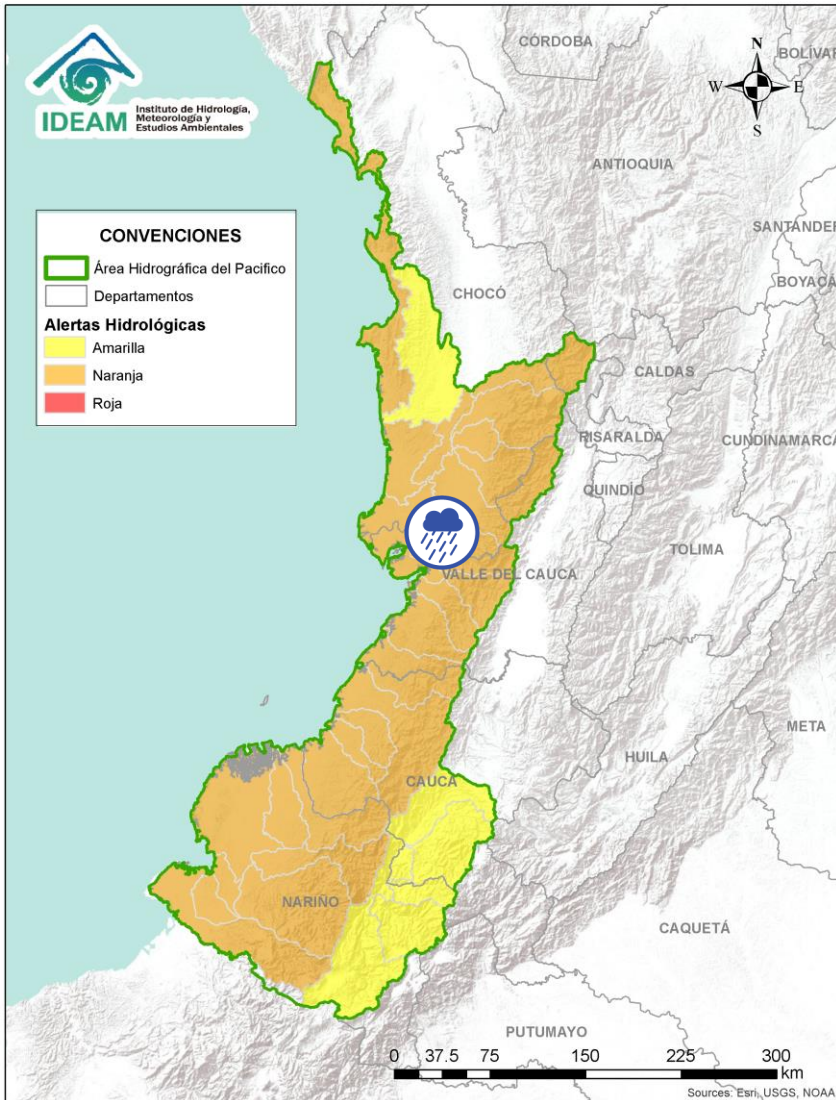 IDEAM
Instituto de Hidrología,
Meteorología y
Estudios Ambientales
CÓRDOBA
BOLÍVAR
N
W
E
S
ANTIOQUIA
SANTANDER
BOYACÁ
CONVENCIONES
Área Hidrográfica del Pacifico
Departamentos
Alertas Hidrológicas
Amarilla
Naranja
Roja
CHOCÓ
CALDAS
RISARALDA
CUNDINAMARCA
QUINDÍO
TOLIMA
VALLE DEL CAUCA
META
HUILA
CAUCA
NARIÑO
CAQUETÁ
PUTUMAYO
0 37.5 75 150 225 300
km
Sources: Esri, USGS, NOAA